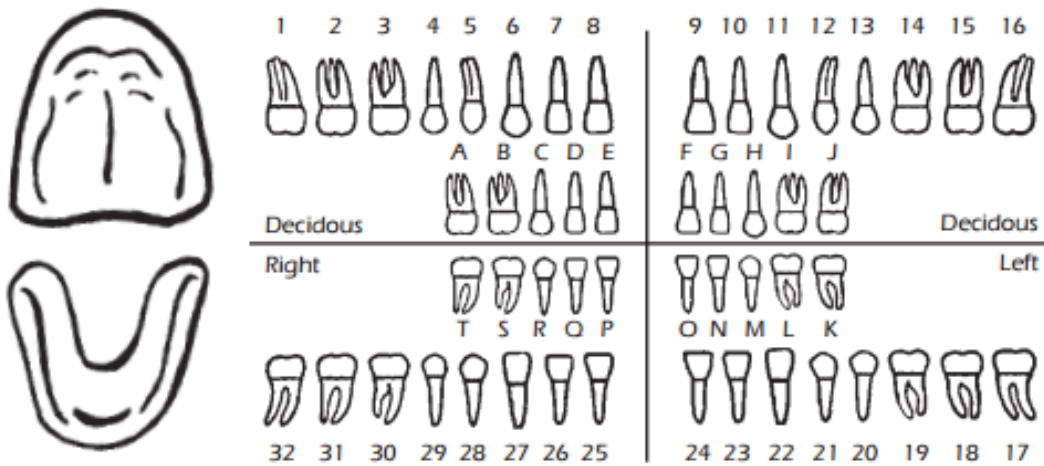 1 2 3 4 5 6 7 8 9 10 11 12 13 14 15 16
A B C D E F G H I J
Decidous Decidous
Right Left
T S R Q P O N M L K
32 31 30 29 28 27 26 25 24 23 22 21 20 19 18 17